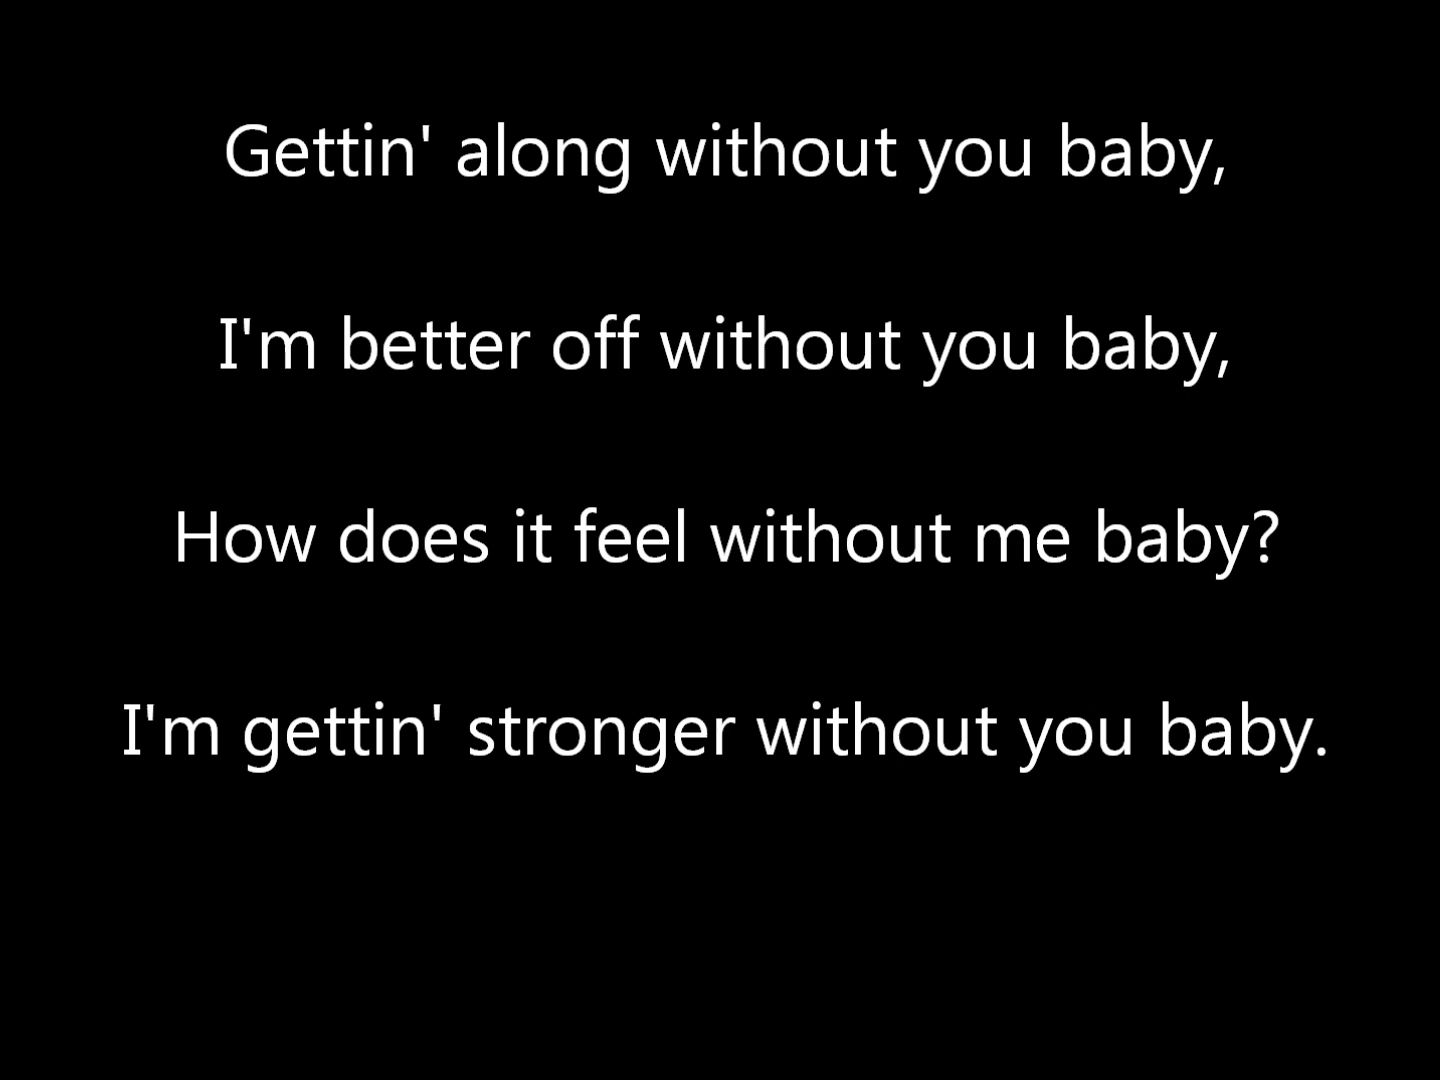 Gettin' along without you baby,
I'm better off without you baby,
How does it feel without me baby?
I'm gettin' stronger without you baby.